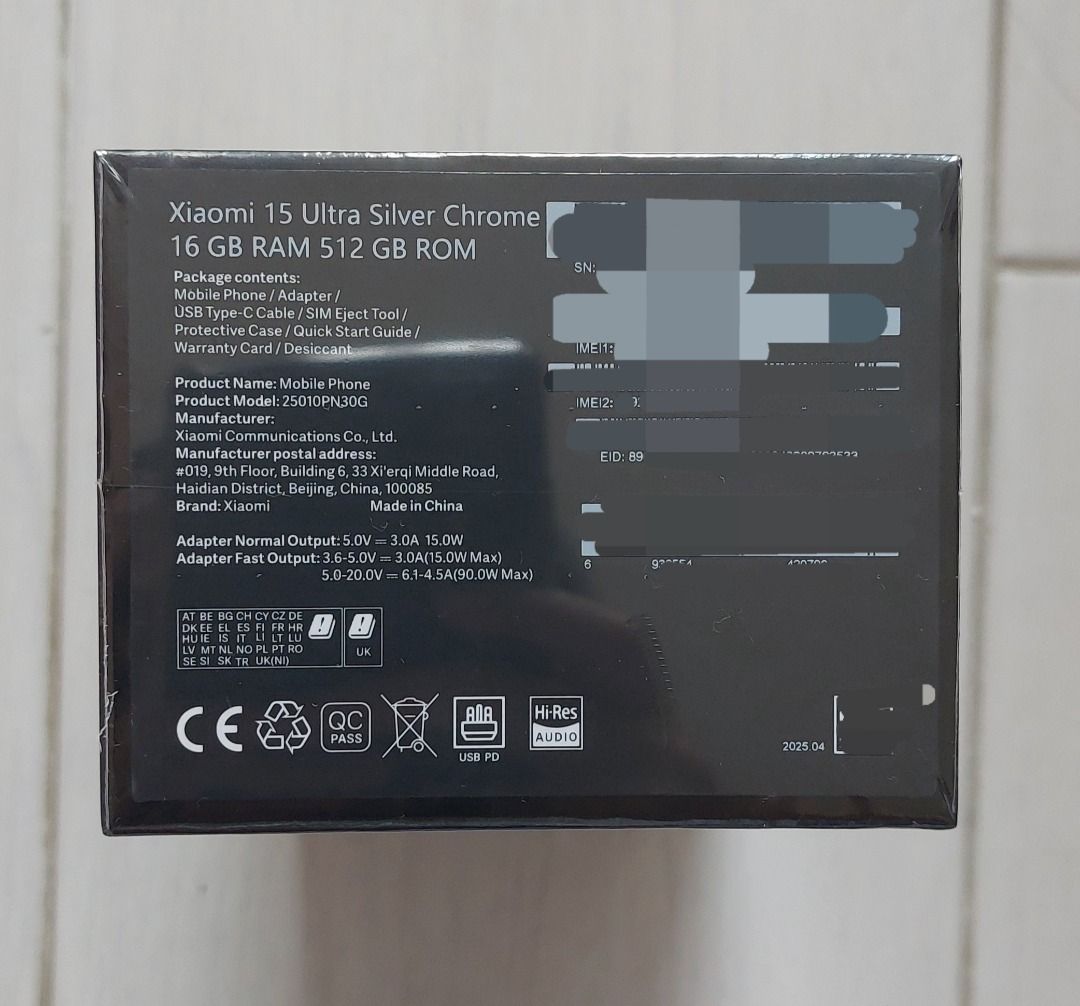 Xiaomi 15 Ultra Silver Chrome
16 GB RAM 512 GB ROM
Package contents:
Mobile Phone / Adapter /
USB Type-C Cable / SIM Eject Tool /
Protective Case / Quick Start Guide /
Warranty Card / Desiccant
Product Name: Mobile Phone
Product Model: 25010PN30G
Manufacturer:
Xiaomi Communications Co., Ltd.
Manufacturer postal address:
#019, 9th Floor, Building 6, 33 Xi'erqi Middle Road,
Haidian District, Beijing, China, 100085
Brand: Xiaomi Made in China
Adapter Normal Output: 5.0V ⎓ 3.0A 15.0W
Adapter Fast Output: 3.6-5.0V ⎓ 3.0A(15.0W Max)
5.0-20.0V ⎓ 6.1-4.5A(90.0W Max)
AT BE BG CH CY CZ DE
DK EE EL ES FI FR HR
HU IE IS IT LI LT LU
LV MT NL NO PL PT RO
SE SI SK TR UK(NI)
UK
CE
QC
PASS
USB PD
Hi-Res
AUDIO
SN:
IMEI1:
IMEI2:
EID: 89
6
2025.04